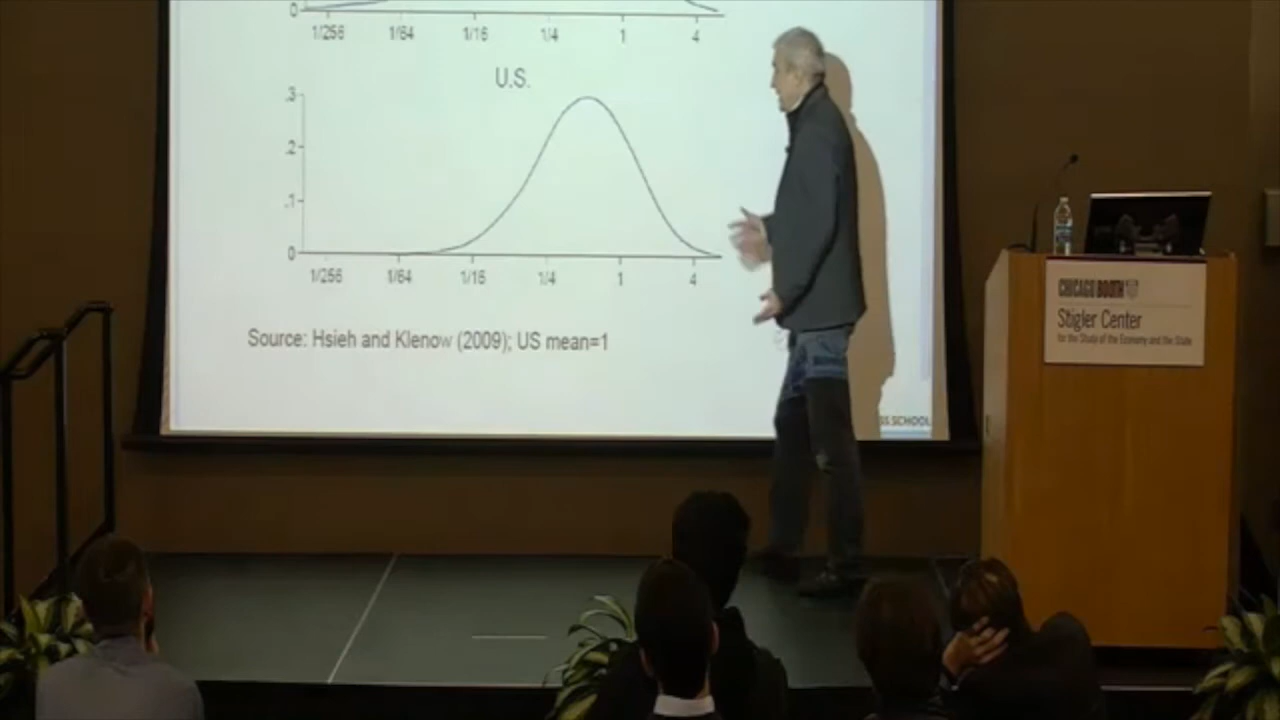 0
1/256 1/64 1/16 1/4 1 4
U.S.
.3
.2
.1
0
1/256 1/64 1/16 1/4 1 4
Source: Hsieh and Klenow (2009); US mean=1
SS SCHOOL
CHICAGO BOOTH
Stigler Center
for the Study of the Economy and the State